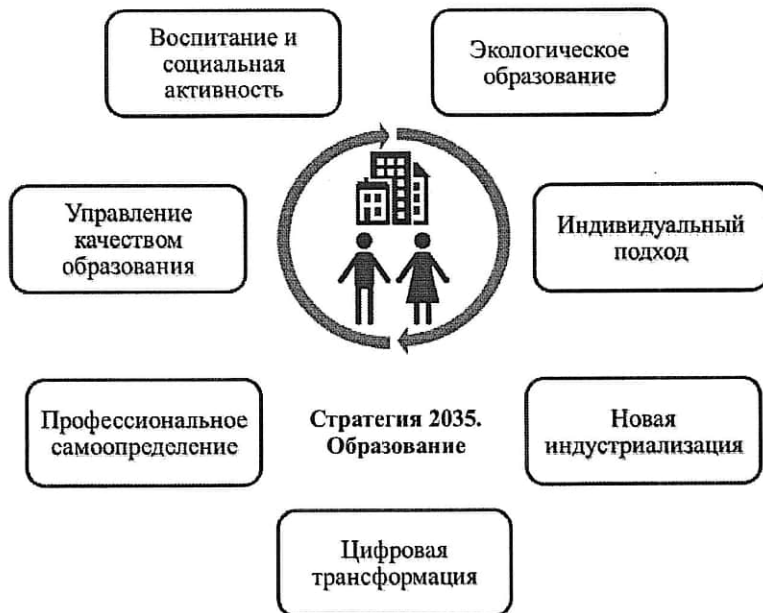 Воспитание и
социальная
активность
Экологическое
образование
Управление
качеством
образования
Индивидуальный
подход
Профессиональное
самоопределение
Стратегия 2035.
Образование
Новая
индустриализация
Цифровая
трансформация